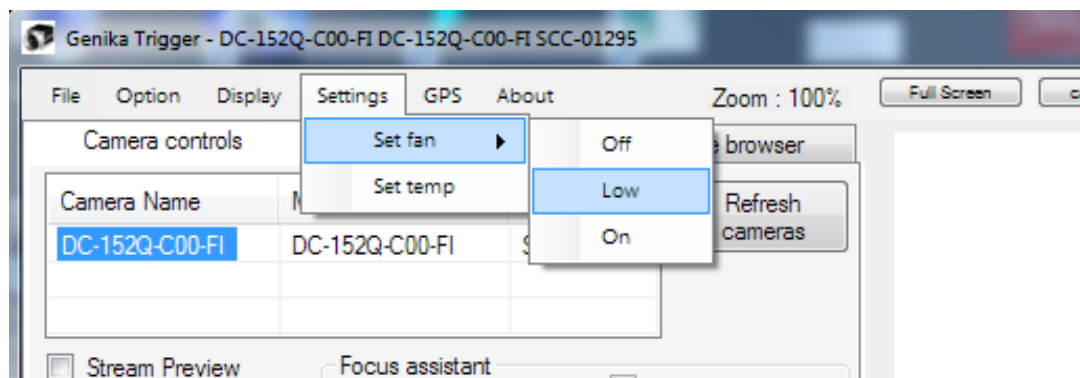 Genika Trigger - DC-152Q-C00-FI DC-152Q-C00-FI SCC-01295
File Option Display Settings GPS About Zoom : 100% Full Screen
Camera controls Set fan Off browser
Camera Name Set temp Low Refresh cameras
DC-152Q-C00-FI DC-152Q-C00-FI On
Stream Preview Focus assistant